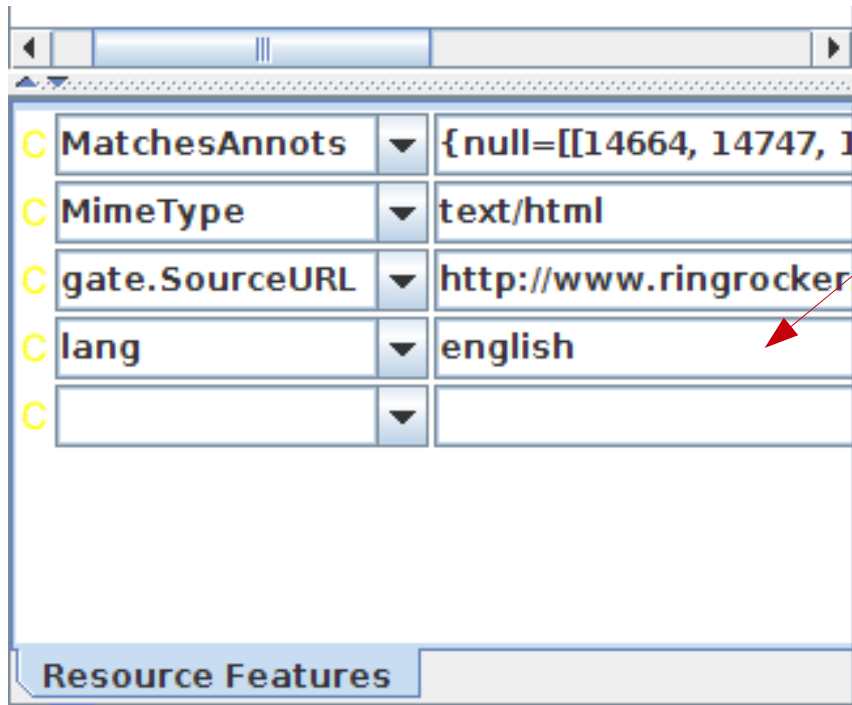 C MatchesAnnots {null=[[14664, 14747, 1
C MimeType text/html
C gate.SourceURL http://www.ringrocker
C lang english
C
Resource Features